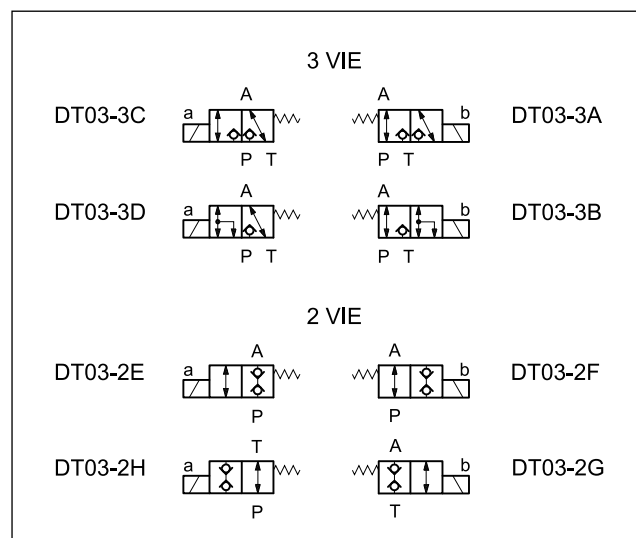 3 VIE
DT03-3C a A P T
A b P T DT03-3A
DT03-3D a A P T
A b P T DT03-3B
2 VIE
DT03-2E a A P
A b P DT03-2F
DT03-2H a T P
A b T DT03-2G